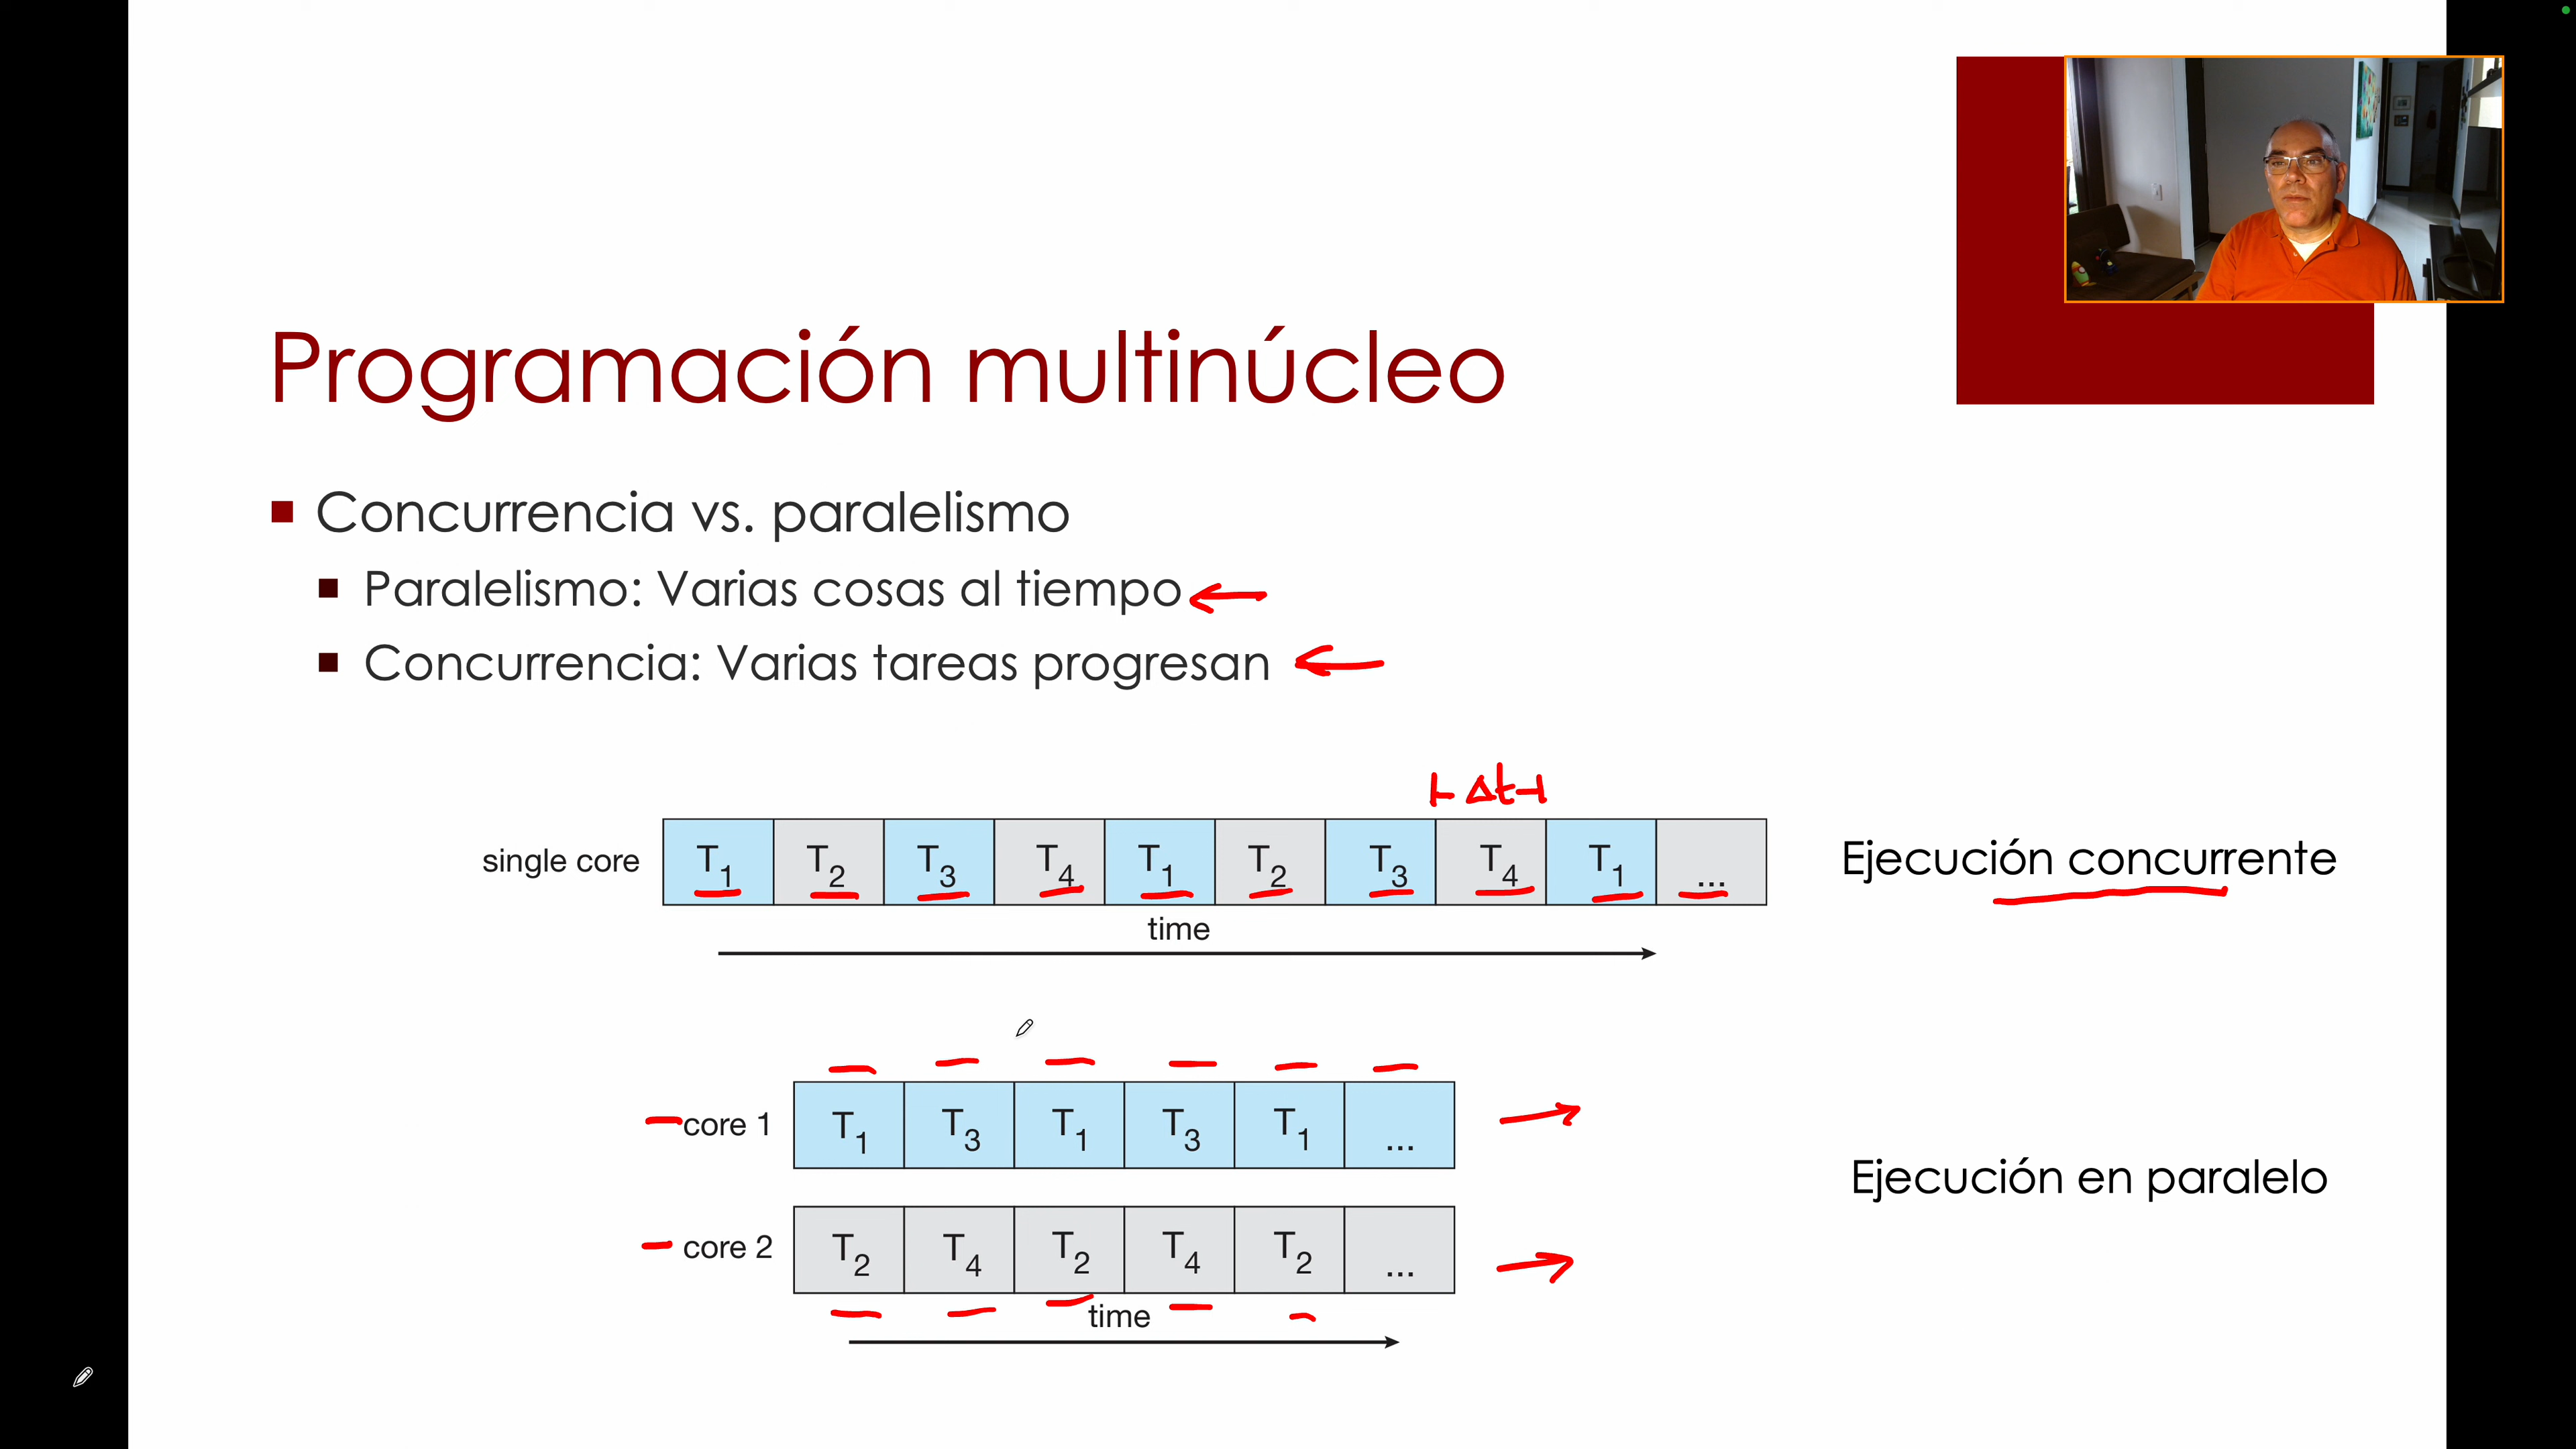 Programación multinúcleo
Concurrencia vs. paralelismo
Paralelismo: Varias cosas al tiempo
Concurrencia: Varias tareas progresan
Δt
single core T1 T2 T3 T4 T1 T2 T3 T4 T1 ...
Ejecución concurrente
time
core 1 T1 T3 T1 T3 T1 ...
Ejecución en paralelo
core 2 T2 T4 T2 T4 T2 ...
time